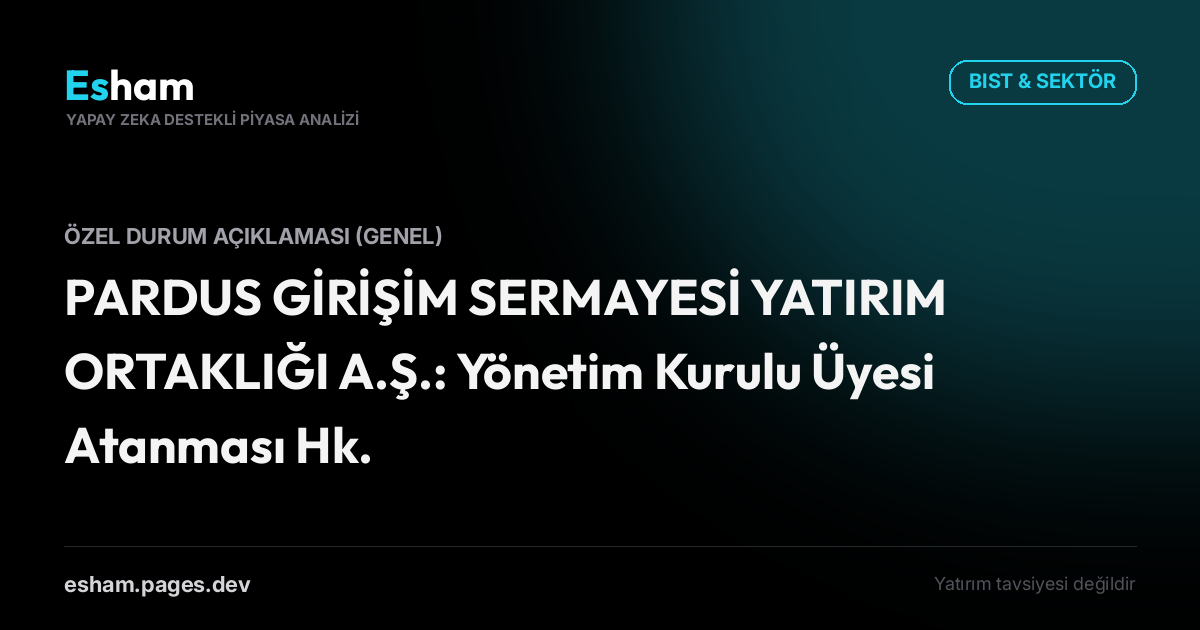 Esham
YAPAY ZEKA DESTEKLİ PİYASA ANALİZİ
BIST & SEKTÖR
ÖZEL DURUM AÇIKLAMASI (GENEL)
PARDUS GİRİŞİM SERMAYESİ YATIRIM
ORTAKLIĞI A.Ş.: Yönetim Kurulu Üyesi
Atanması Hk.
esham.pages.dev
Yatırım tavsiyesi değildir